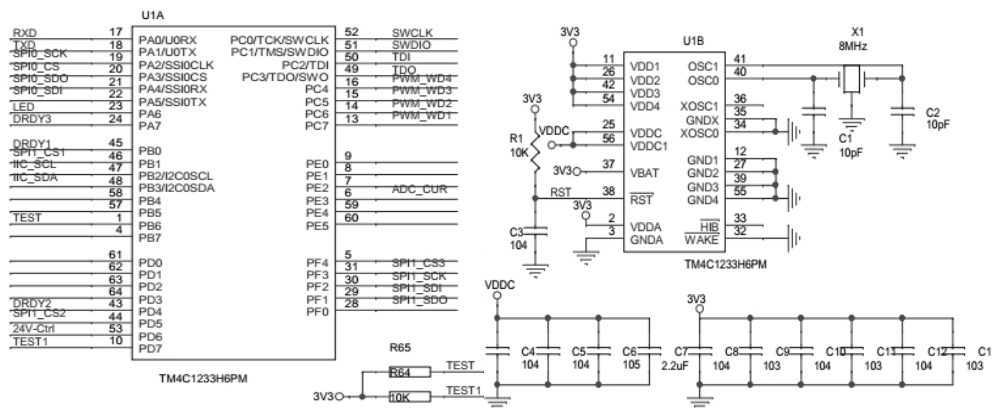 U1A
RXD 17 PA0/U0RX PC0/TCK/SWCLK 52 SWCLK
TXD 18 PA1/U0TX PC1/TMS/SWDIO 51 SWDIO
SPI0_SCK 19 PA2/SSI0CLK PC2/TDI 50 TDI
SPI0_CS 20 PA3/SSI0CS PC3/TDO/SWO 49 TDO
SPI0_SDO 21 PA4/SSI0RX PC4 16 PWM_WD4
SPI0_SDI 22 PA5/SSI0TX PC5 15 PWM_WD3
LED 23 PA6 PC6 14 PWM_WD2
DRDY3 24 PA7 PC7 13 PWM_WD1
DRDY1 45 PB0
SPI1_CS1 46 PB1 PE0 9
IIC_SCL 47 PB2/I2C0SCL PE1 8
IIC_SDA 48 PB3/I2C0SDA PE2 7
58 PB4 PE3 6 ADC_CUR
57 PB5 PE4 59
TEST 1 PB6 PE5 60
4 PB7
61 PD0 PF4 5 SPI1_CS3
62 PD1 PF3 31 SPI1_SCK
63 PD2 PF2 30 SPI1_SDI
64 PD3 PF1 29 SPI1_SDO
DRDY2 43 PD4 PF0 28
SPI1_CS2 44 PD5
24V-Ctrl 53 PD6
TEST1 10 PD7
TM4C1233H6PM
U1B
3V3
11 VDD1 OSC1 41
26 VDD2 OSC0 40
42 VDD3
54 VDD4 XOSC1 36
GNDX 35
VDDC 25 VDDC XOSC0 34
56 VDDC1
GND1 12
3V3 37 VBAT GND2 27
GND3 39
RST 38 RST GND4 55
3V3
2 VDDA HIB 33
3 GNDA WAKE 32
TM4C1233H6PM
3V3
R1
10K
C3
104
X1
8MHz
C1
10pF
C2
10pF
R65
R64 TEST
3V3 10K TEST1
VDDC
C4 C5 C6 C7
104 104 105 2.2uF
3V3
C8 C9 C10 C11 C12 C1
104 103 104 103 104 103